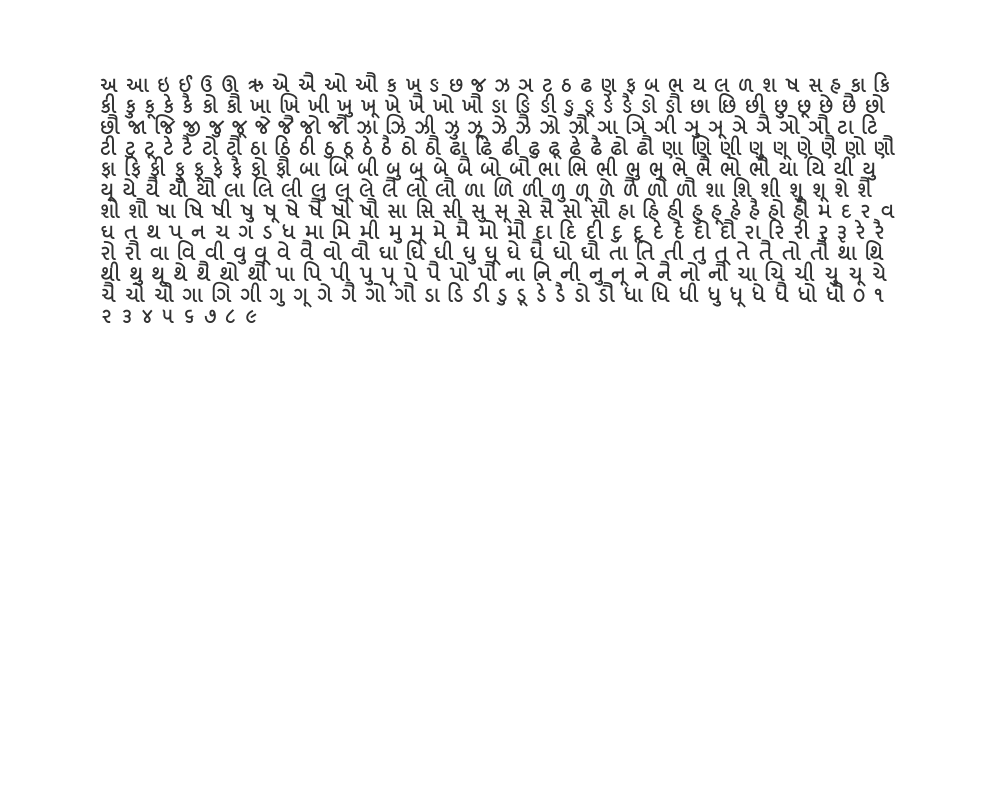 અ આ ઇ ઈ ઉ ઊ ઋ એ ઐ ઓ ઔ ક ખ ઙ છ જ ઝ ઞ ટ ઠ ઢ ણ ફ બ ભ ય લ ળ શ ષ સ હ કા કિ
કી કુ કૂ કે કૈ કો કૌ ખા ખિ ખી ખુ ખૂ ખે ખૈ ખો ખૌ ઙા ઙિ ઙી ઙુ ઙૂ ઙે ઙૈ ઙો ઙૌ છા છિ છી છુ છૂ છે છૈ છો
છૌ જા જિ જી જુ જૂ જે જૈ જો જૌ ઝા ઝિ ઝી ઝુ ઝૂ ઝે ઝૈ ઝો ઝૌ ઞા ઞિ ઞી ઞુ ઞૂ ઞે ઞૈ ઞો ઞૌ ટા ટિ
ટી ટુ ટૂ ટે ટૈ ટો ટૌ ઠા ઠિ ઠી ઠુ ઠૂ ઠે ઠૈ ઠો ઠૌ ઢા ઢિ ઢી ઢુ ઢૂ ઢે ઢૈ ઢો ઢૌ ણા ણિ ણી ણુ ણૂ ણે ણૈ ણો ણૌ
ફા ફિ ફી ફુ ફૂ ફે ફૈ ફો ફૌ બા બિ બી બુ બૂ બે બૈ બો બૌ ભા ભિ ભી ભુ ભૂ ભે ભૈ ભો ભૌ યા યિ યી યુ
યૂ યે યૈ યો યૌ લા લિ લી લુ લૂ લે લૈ લો લૌ ળા ળિ ળી ળુ ળૂ ળે ળૈ ળો ળૌ શા શિ શી શુ શૂ શે શૈ
શો શૌ ષા ષિ ષી ષુ ષૂ ષે ષૈ ષો ષૌ સા સિ સી સુ સૂ સે સૈ સો સૌ હા હિ હી હુ હૂ હે હૈ હો હૌ મ દ ર વ
ઘ ત થ પ ન ચ ગ ડ ધ મા મિ મી મુ મૂ મે મૈ મો મૌ દા દિ દી દુ દૂ દે દૈ દો દૌ રા રિ રી રુ રૂ રે રૈ
રો રૌ વા વિ વી વુ વૂ વે વૈ વો વૌ ઘા ઘિ ઘી ઘુ ઘૂ ઘે ઘૈ ઘો ઘૌ તા તિ તી તુ તૂ તે તૈ તો તૌ થા થિ
થી થુ થૂ થે થૈ થો થૌ પા પિ પી પુ પૂ પે પૈ પો પૌ ના નિ ની નુ નૂ ને નૈ નો નૌ ચા ચિ ચી ચુ ચૂ ચે
ચૈ ચો ચૌ ગા ગિ ગી ગુ ગૂ ગે ગૈ ગો ગૌ ડા ડિ ડી ડુ ડૂ ડે ડૈ ડો ડૌ ધા ધિ ધી ધુ ધૂ ધે ધૈ ધો ધૌ ૦ ૧
૨ ૩ ૪ ૫ ૬ ૭ ૮ ૯